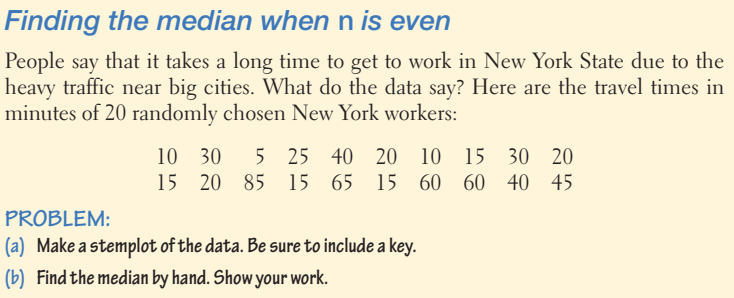 Finding the median when n is even
People say that it takes a long time to get to work in New York State due to the
heavy traffic near big cities. What do the data say? Here are the travel times in
minutes of 20 randomly chosen New York workers:
10 30 5 25 40 20 10 15 30 20
15 20 85 15 65 15 60 60 40 45
PROBLEM:
(a) Make a stemplot of the data. Be sure to include a key.
(b) Find the median by hand. Show your work.